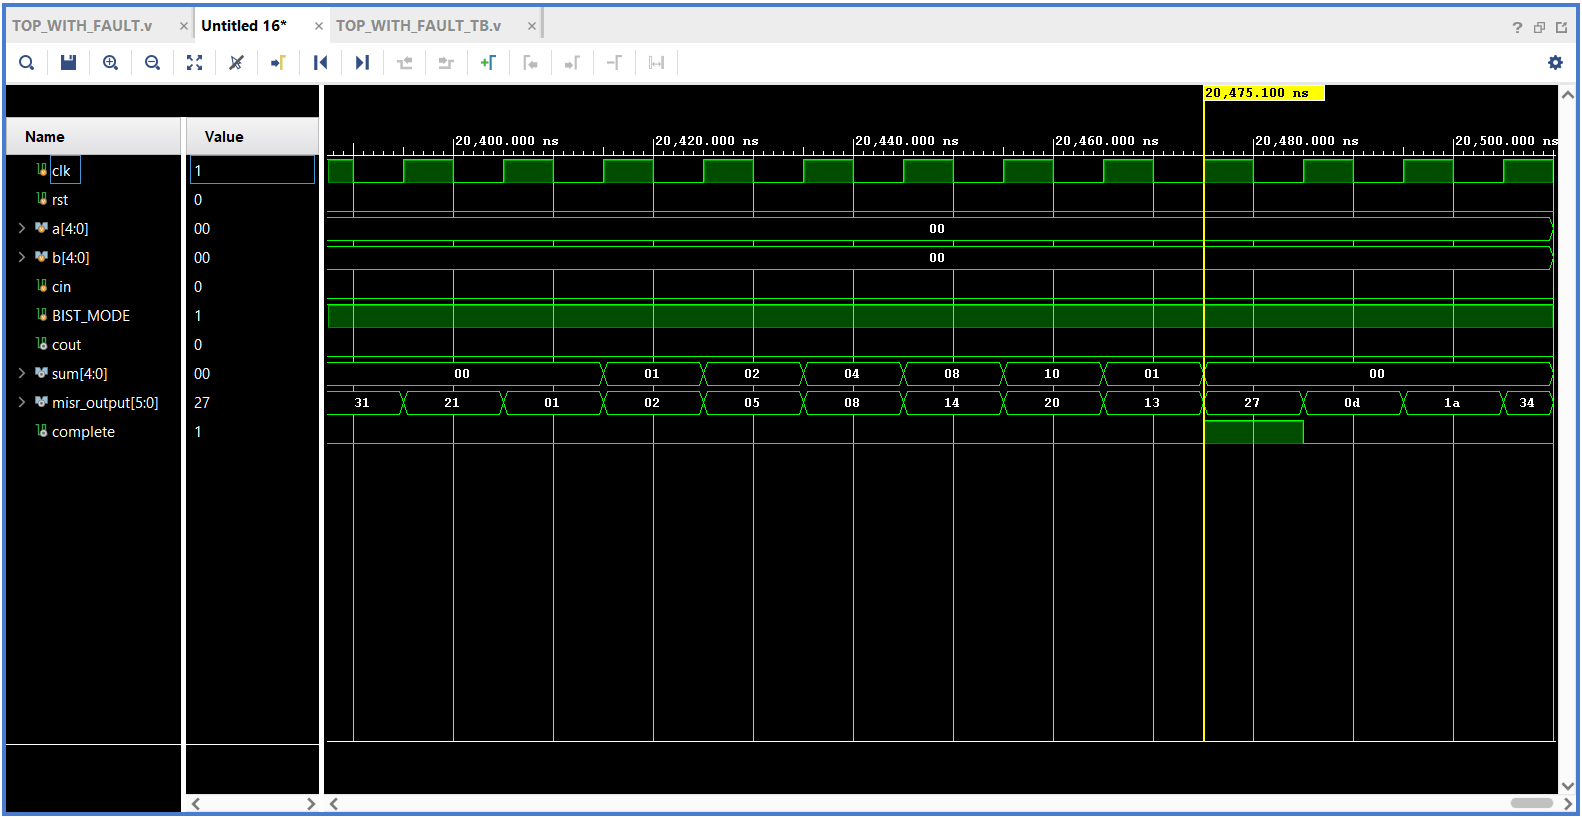 TOP_WITH_FAULT.v × Untitled 16* × TOP_WITH_FAULT_TB.v × ?
20,475.100 ns
Name Value
20,400.000 ns 20,420.000 ns 20,440.000 ns 20,460.000 ns 20,480.000 ns 20,500.000 ns
clk 1
rst 0
a[4:0] 00 00
b[4:0] 00 00
cin 0
BIST_MODE 1
cout 0
sum[4:0] 00 00 01 02 04 08 10 01 00
misr_output[5:0] 27 31 21 01 02 05 08 14 20 13 27 0d 1a 34
complete 1